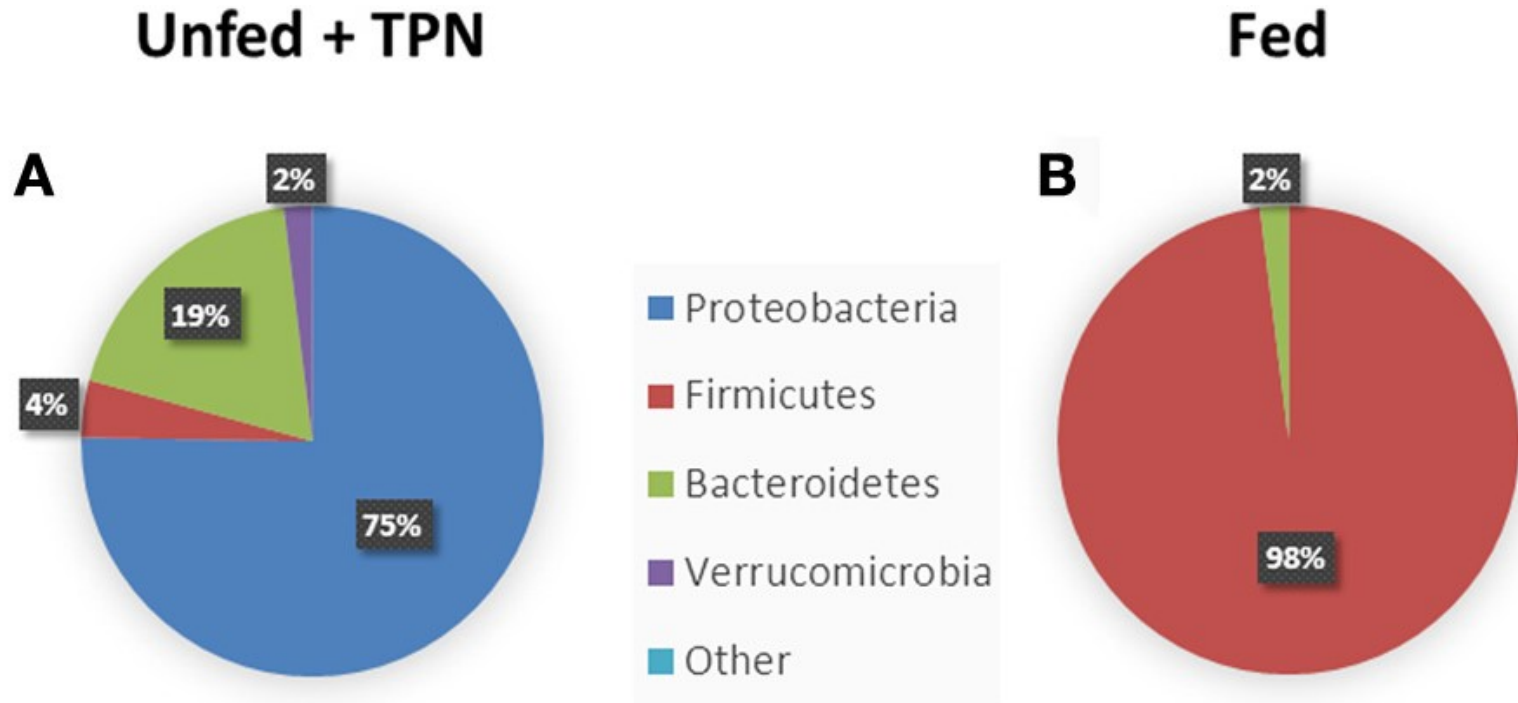 Unfed + TPN
Fed
A
2%
19%
4%
75%
Proteobacteria
Firmicutes
Bacteroidetes
Verrucomicrobia
Other
B
2%
98%